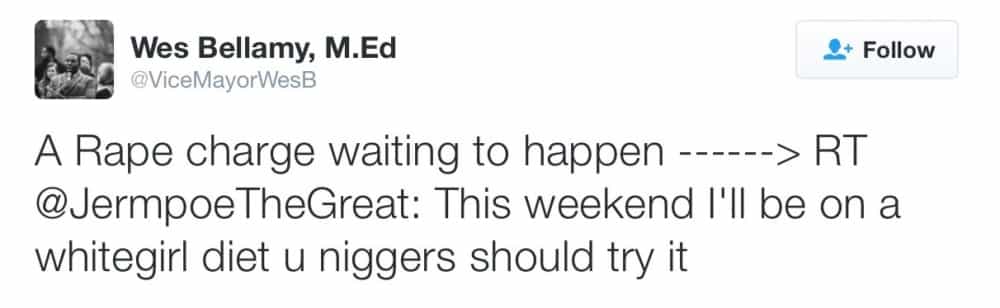 Wes Bellamy, M.Ed
@ViceMayorWesB
Follow
A Rape charge waiting to happen ------> RT
@JermpoeTheGreat: This weekend I'll be on a
whitegirl diet u niggers should try it